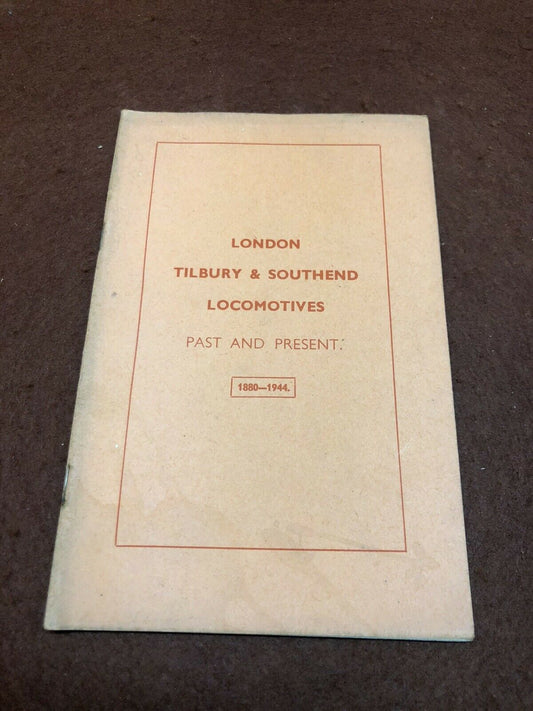 LONDON
TILBURY & SOUTHEND
LOCOMOTIVES
PAST AND PRESENT.
1880—1944.